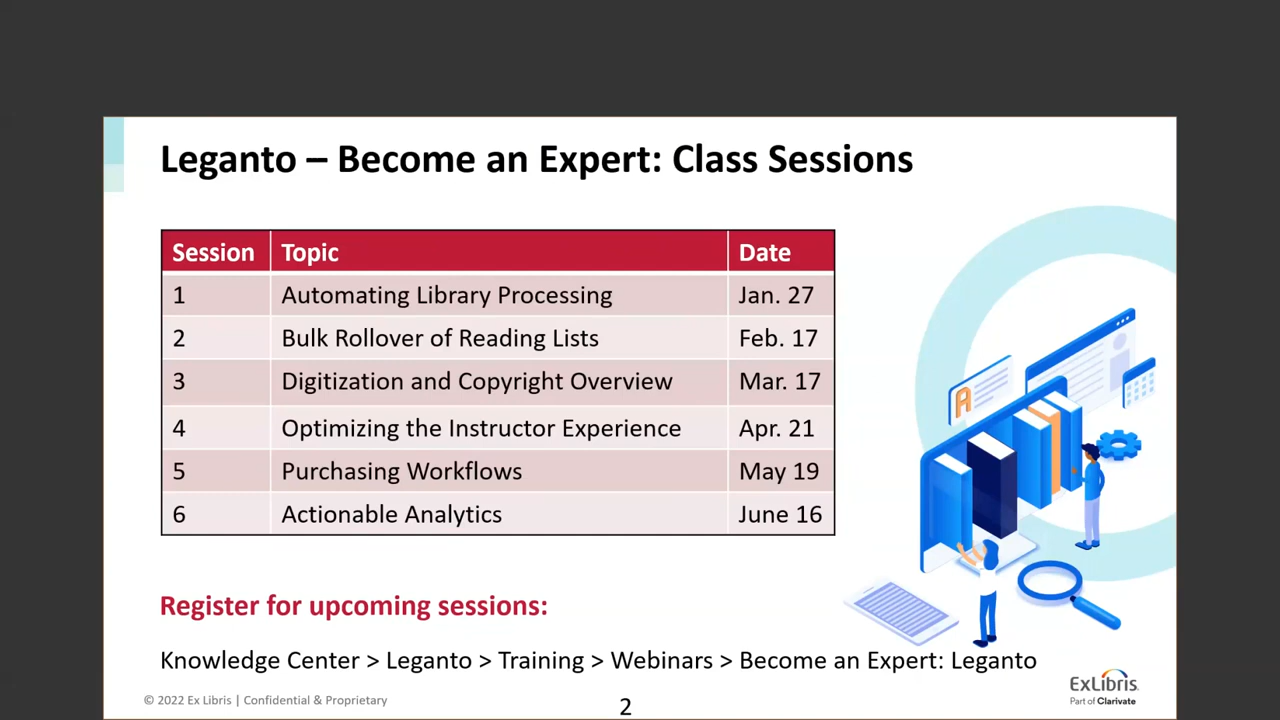 Leganto – Become an Expert: Class Sessions
Session Topic Date
1 Automating Library Processing Jan. 27
2 Bulk Rollover of Reading Lists Feb. 17
3 Digitization and Copyright Overview Mar. 17
4 Optimizing the Instructor Experience Apr. 21
5 Purchasing Workflows May 19
6 Actionable Analytics June 16
A
Register for upcoming sessions:
Knowledge Center > Leganto > Training > Webinars > Become an Expert: Leganto
© 2022 Ex Libris | Confidential & Proprietary
2
ExLibris
Part of Clarivate